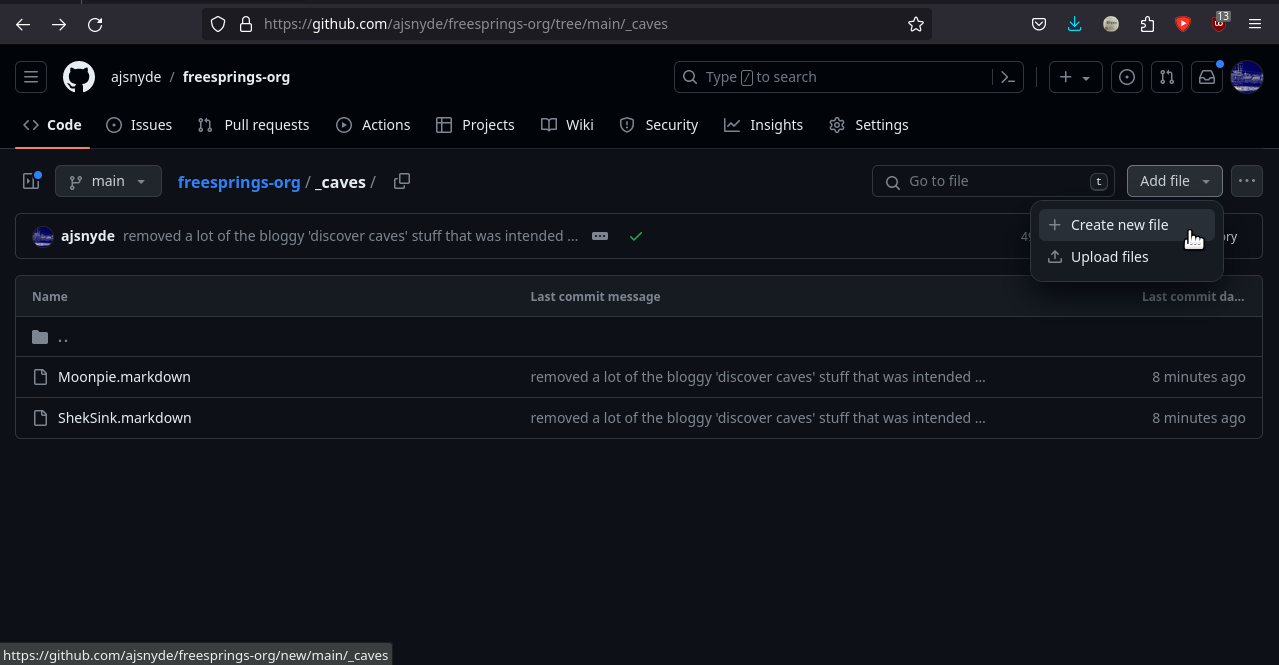 https://github.com/ajsnyde/freesprings-org/tree/main/_caves
13
ajsnyde / freesprings-org
Type / to search
Code Issues Pull requests Actions Projects Wiki Security Insights Settings
main
freesprings-org / _caves /
Go to file t
Add file
ajsnyde removed a lot of the bloggy 'discover caves' stuff that was intended ...
Create new file
Upload files
Name Last commit message Last commit da...
..
Moonpie.markdown removed a lot of the bloggy 'discover caves' stuff that was intended ... 8 minutes ago
ShekSink.markdown removed a lot of the bloggy 'discover caves' stuff that was intended ... 8 minutes ago
https://github.com/ajsnyde/freesprings-org/new/main/_caves